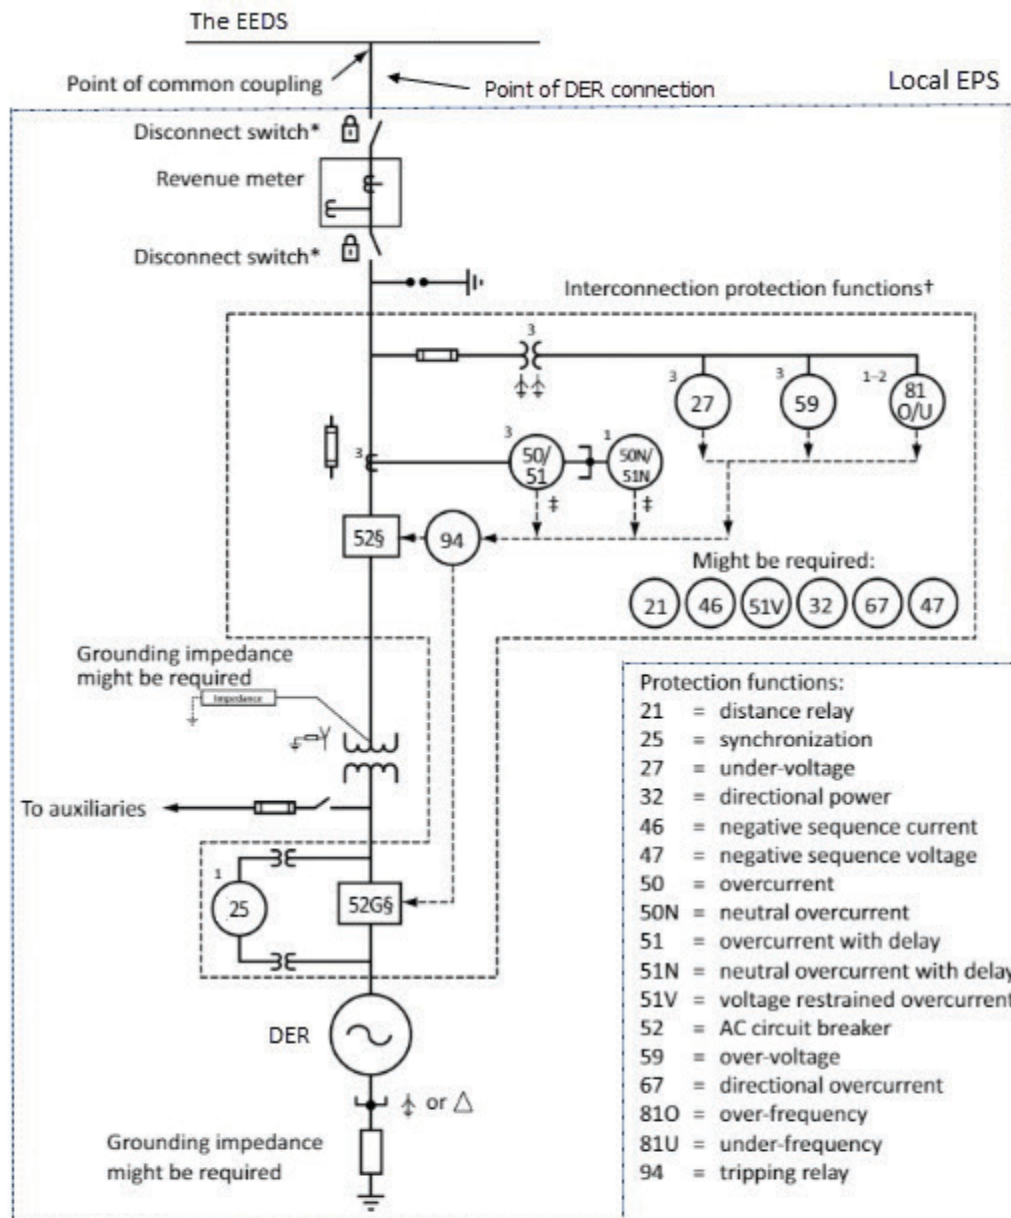 The EEDS
Point of common coupling
Point of DER connection
Local EPS
Disconnect switch*
Revenue meter
Disconnect switch*
Interconnection protection functions†
3
3
27
3
59
1–2
81
O/U
3
3
50/
51
‡
1
50N/
51N
‡
52§
94
Might be required:
21 46 51V 32 67 47
Grounding impedance
might be required
Impedance
To auxiliaries
1
25
52G§
DER
or
Grounding impedance
might be required
Protection functions:
21 = distance relay
25 = synchronization
27 = under-voltage
32 = directional power
46 = negative sequence current
47 = negative sequence voltage
50 = overcurrent
50N = neutral overcurrent
51 = overcurrent with delay
51N = neutral overcurrent with delay
51V = voltage restrained overcurrent
52 = AC circuit breaker
59 = over-voltage
67 = directional overcurrent
81O = over-frequency
81U = under-frequency
94 = tripping relay